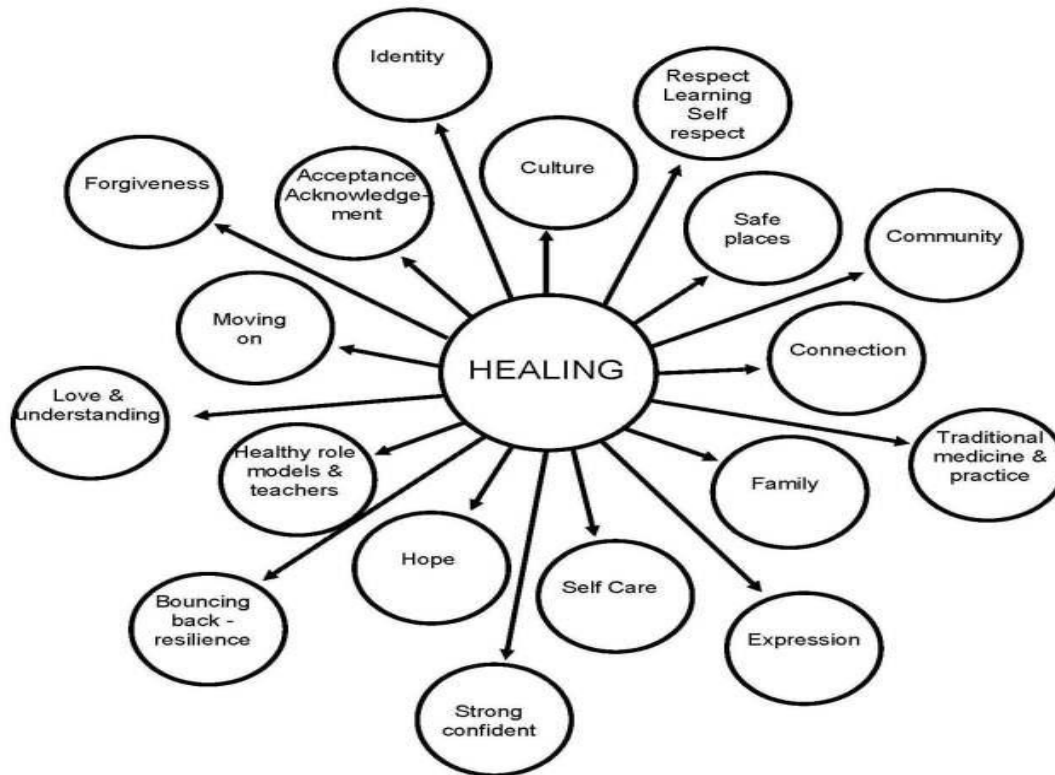 Identity
Respect
Learning
Self
respect
Culture
Forgiveness
Acceptance
Acknowledge-
ment
Safe
places
Community
Moving
on
HEALING
Connection
Love &
understanding
Healthy role
models &
teachers
Family
Traditional
medicine &
practice
Hope
Self Care
Bouncing
back -
resilience
Expression
Strong
confident